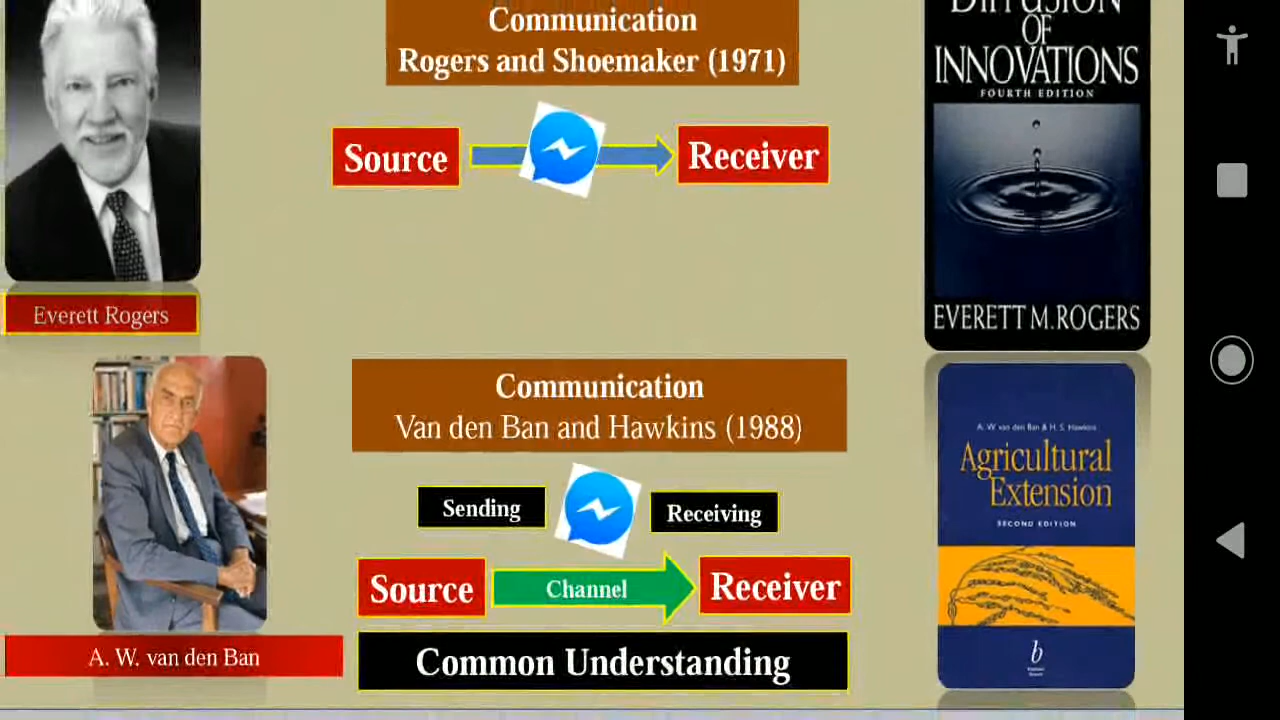 Communication
Rogers and Shoemaker (1971)
Source
Receiver
Everett Rogers
DIFFUSION
OF
INNOVATIONS
FOURTH EDITION
EVERETT M. ROGERS
Communication
Van den Ban and Hawkins (1988)
Sending
Receiving
Source
Channel
Receiver
Common Understanding
A. W. van den Ban
A. W. van den Ban & H. S. Hawkins
Agricultural
Extension
SECOND EDITION
b